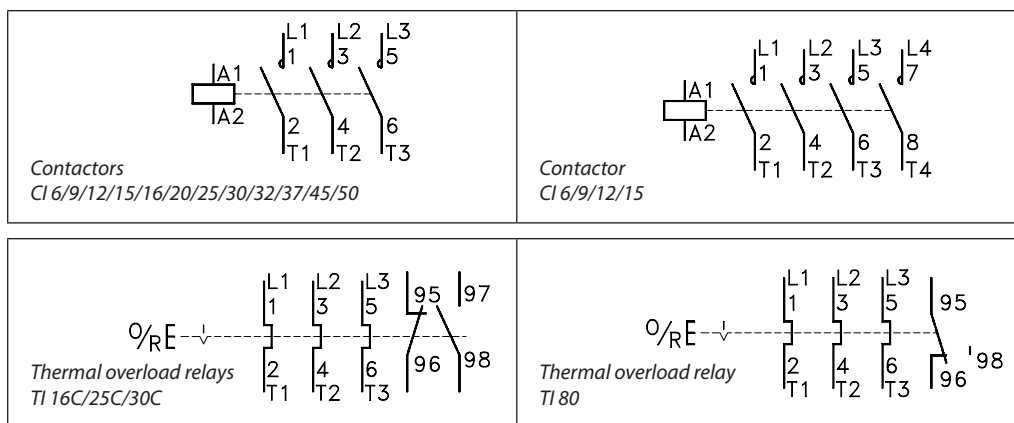 L1 L2 L3
1 3 5
A1
A2
2 4 6
T1 T2 T3
Contactors
CI 6/9/12/15/16/20/25/30/32/37/45/50
L1 L2 L3 L4
1 3 5 7
A1
A2
2 4 6 8
T1 T2 T3 T4
Contactor
CI 6/9/12/15
L1 L2 L3
1 3 5 95 97
O/R
2 4 6 96 98
T1 T2 T3
Thermal overload relays
TI 16C/25C/30C
L1 L2 L3
1 3 5 95
O/R
2 4 6 96 98
T1 T2 T3
Thermal overload relay
TI 80